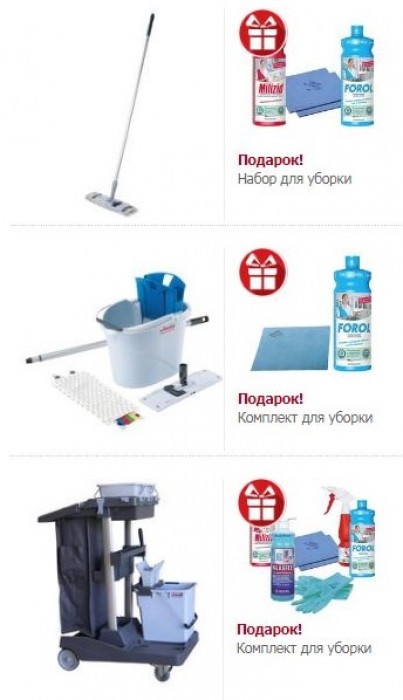 Milizid
FOROL
Подарок!
Набор для уборки
FOROL
Подарок!
Комплект для уборки
Milizid
FOROL
Подарок!
Комплект для уборки